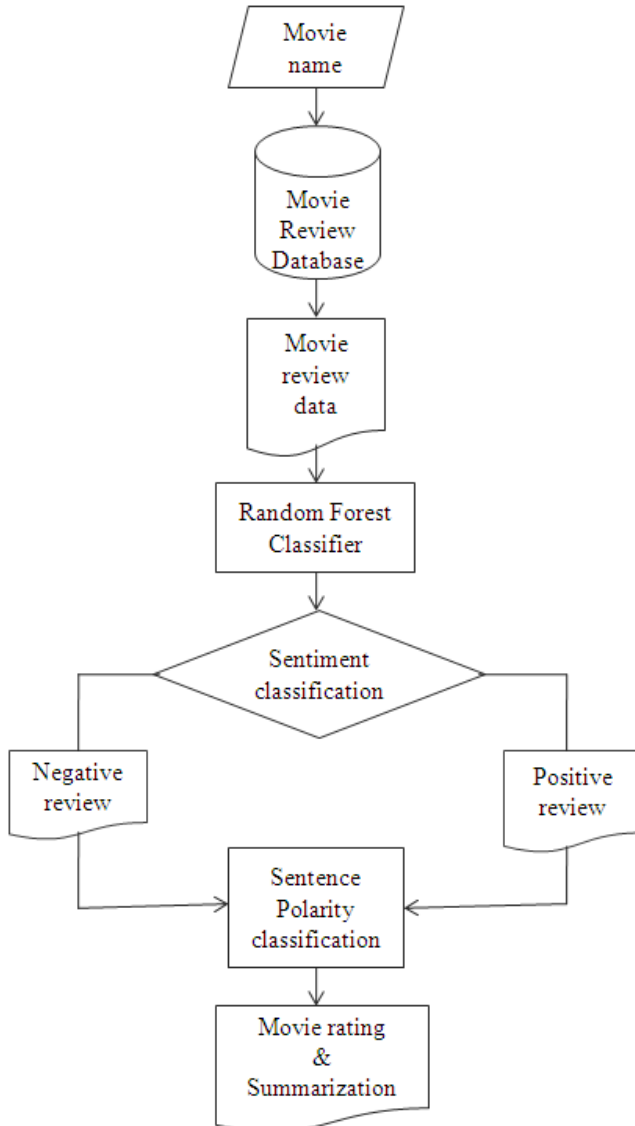 Movie
name
Movie
Review
Database
Movie
review
data
Random Forest
Classifier
Sentiment
classification
Negative
review
Positive
review
Sentence
Polarity
classification
Movie rating
&
Summarization